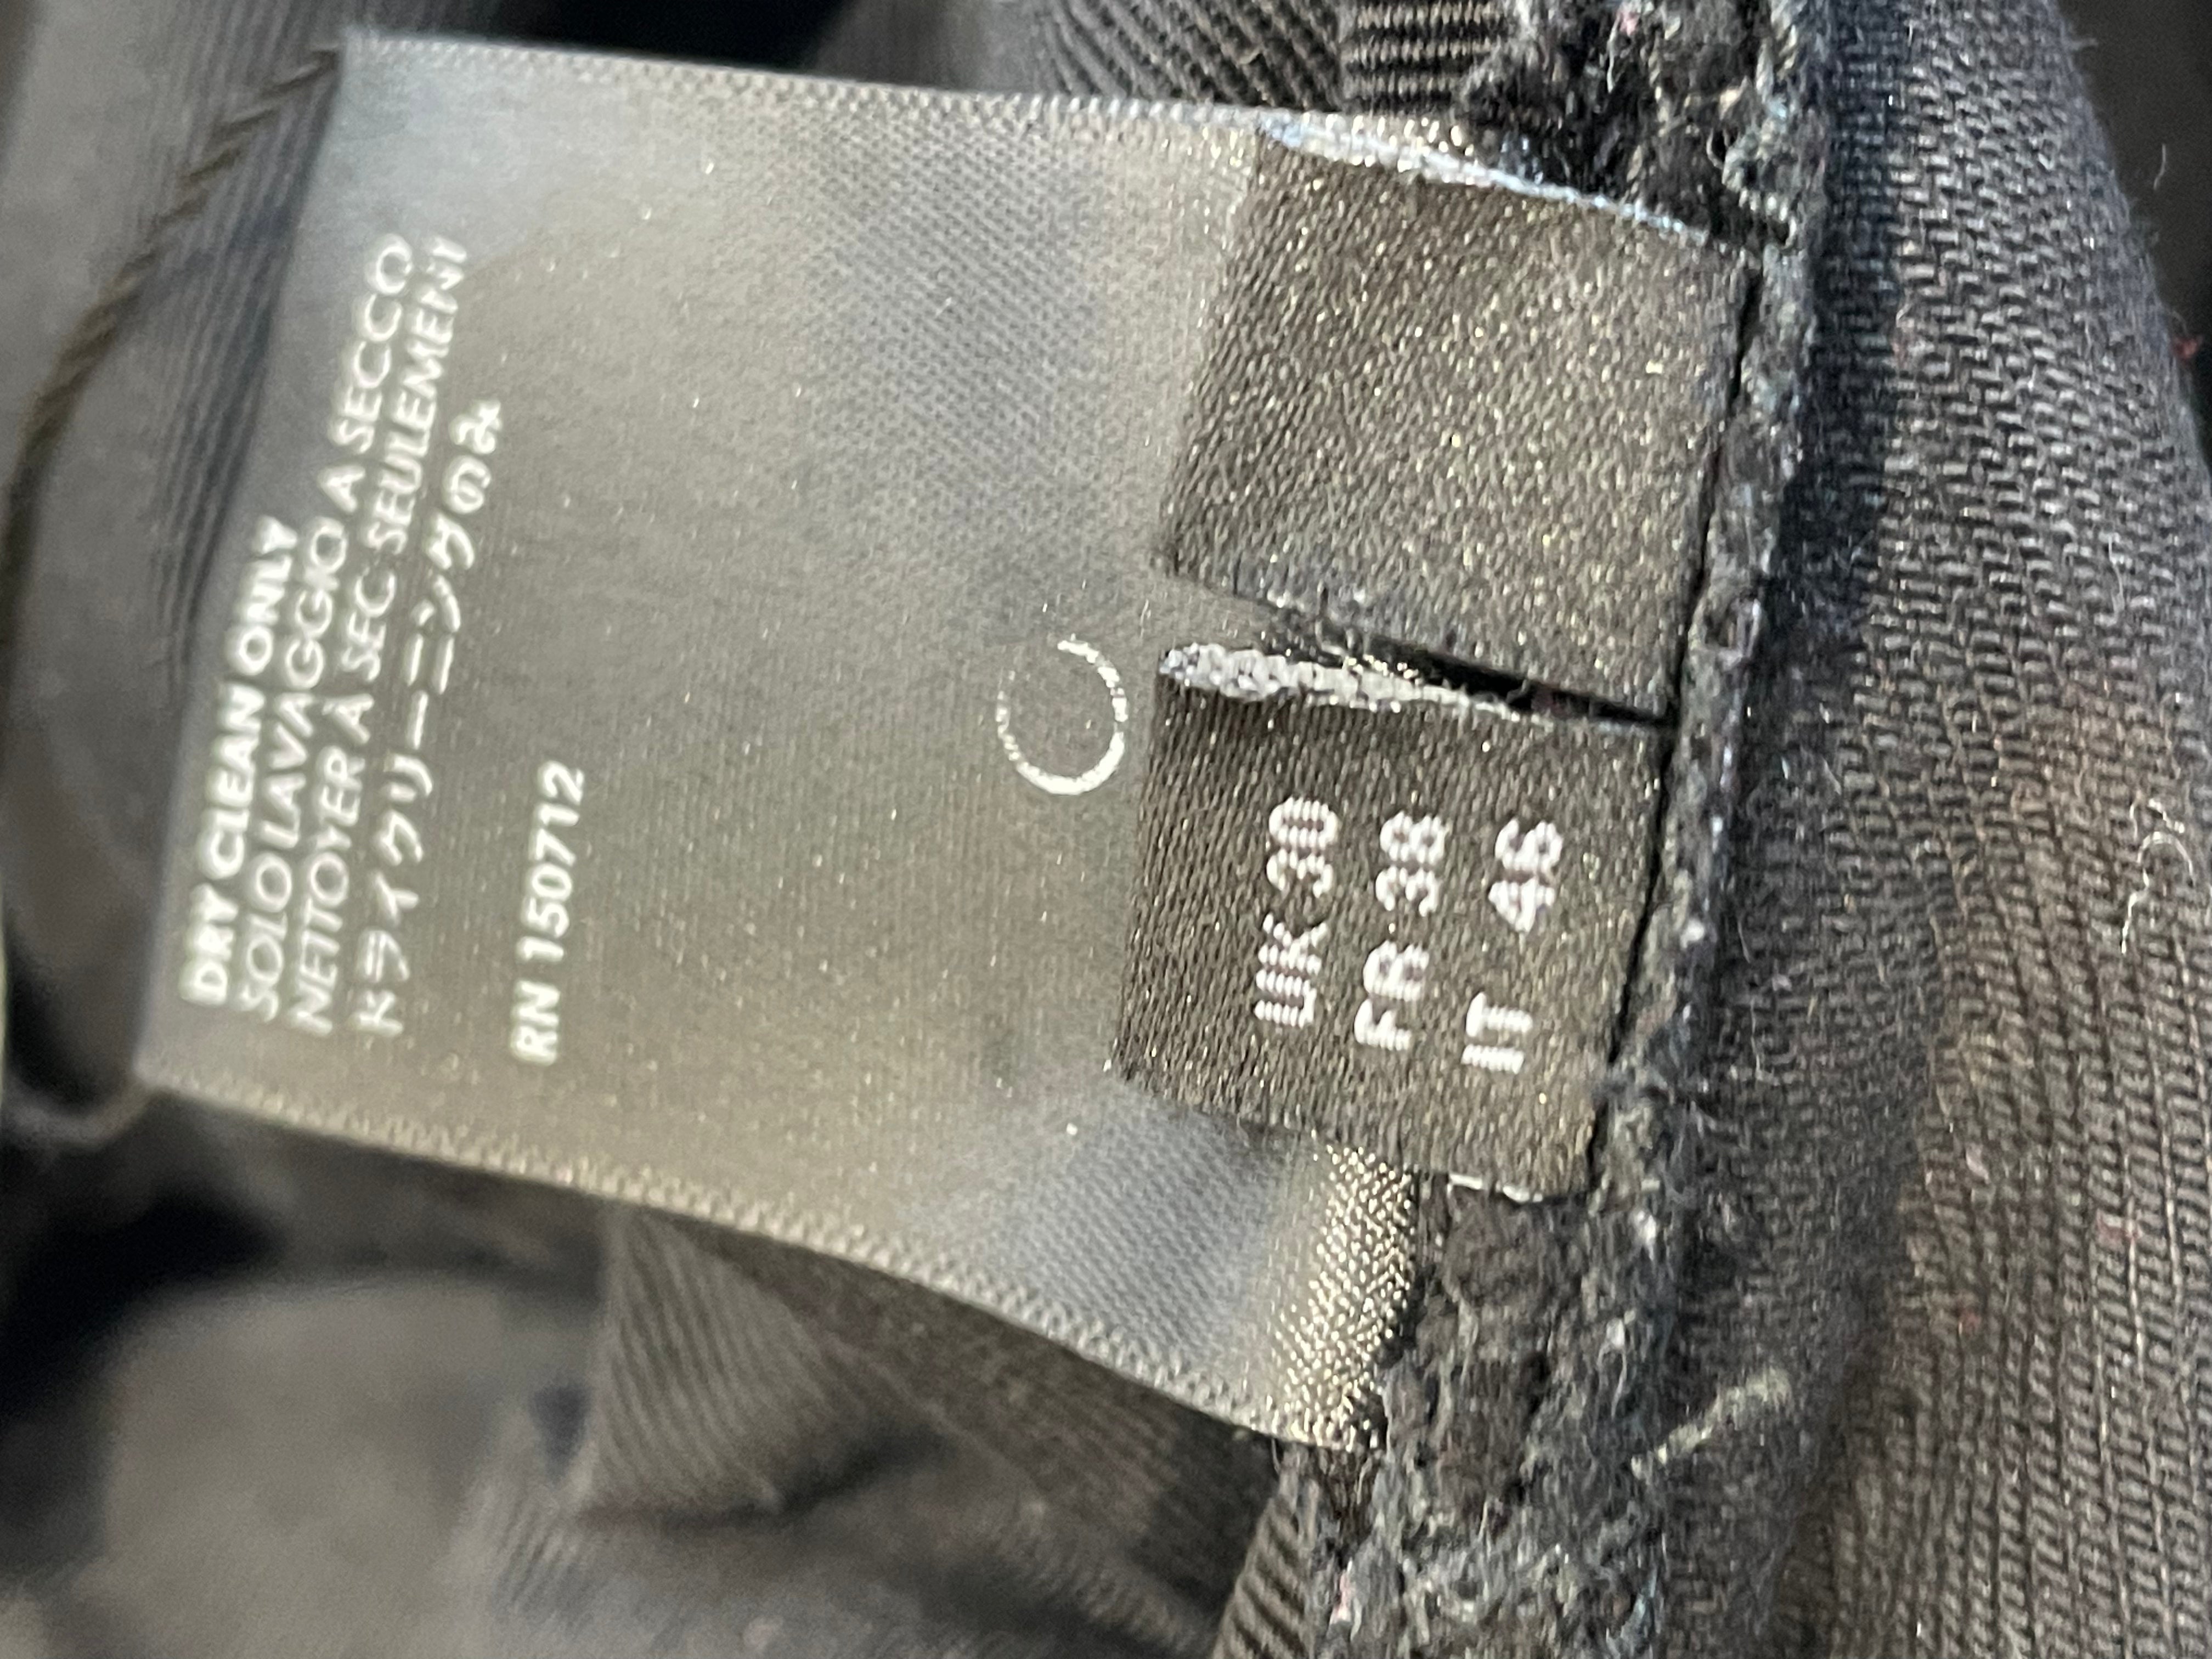 DRY CLEAN ONLY
SOLO LAVAGGIO A SECCO
NETTOYER À SEC SEULEMENT
ドライクリーニングのみ
RN 150712
UK 30
FR 38
IT 46